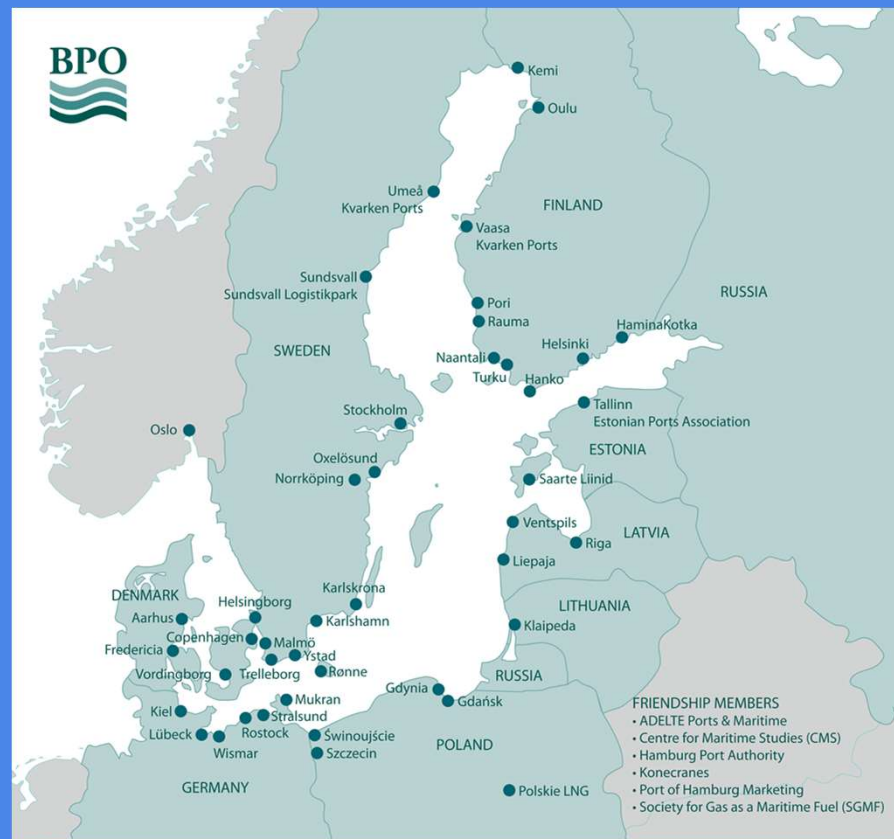 BPO
Kemi
Oulu
Umeå
Kvarken Ports
FINLAND
Vaasa
Kvarken Ports
Sundsvall
Sundsvall Logistikpark
RUSSIA
Pori
Rauma
HaminaKotka
SWEDEN
Naantali
Helsinki
Turku
Hanko
Stockholm
Tallinn
Estonian Ports Association
Oslo
ESTONIA
Oxelösund
Norrköping
Saarte Liinid
Ventspils
LATVIA
Riga
Liepaja
DENMARK
Helsingborg
Karlskrona
LITHUANIA
Aarhus
Karlshamn
Klaipeda
Copenhagen
Malmö
Fredericia
Ystad
Vordingborg
Trelleborg
Rønne
RUSSIA
Gdynia
Gdańsk
Mukran
Kiel
Stralsund
Rostock
Lübeck
Wismar
Świnoujście
Szczecin
POLAND
GERMANY
Polskie LNG
FRIENDSHIP MEMBERS
• ADELTE Ports & Maritime
• Centre for Maritime Studies (CMS)
• Hamburg Port Authority
• Konecranes
• Port of Hamburg Marketing
• Society for Gas as a Maritime Fuel (SGMF)